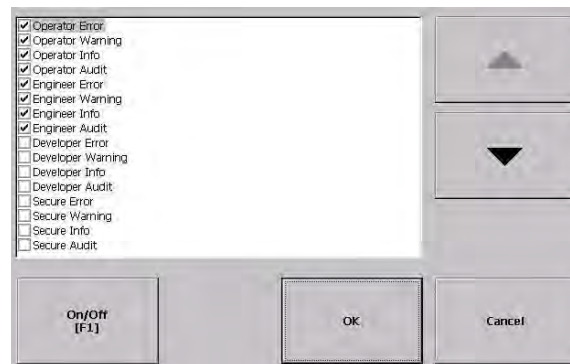 Operator Error
Operator Warning
Operator Info
Operator Audit
Engineer Error
Engineer Warning
Engineer Info
Engineer Audit
Developer Error
Developer Warning
Developer Info
Developer Audit
Secure Error
Secure Warning
Secure Info
Secure Audit
On/Off
[F1]
OK
Cancel